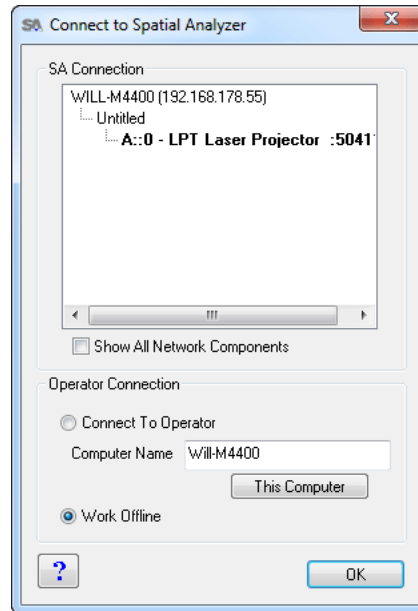 SA Connect to Spatial Analyzer
SA Connection
WILL-M4400 (192.168.178.55)
Untitled
A::0 - LPT Laser Projector :5041
Show All Network Components
Operator Connection
Connect To Operator
Computer Name Will-M4400
This Computer
Work Offline
? OK